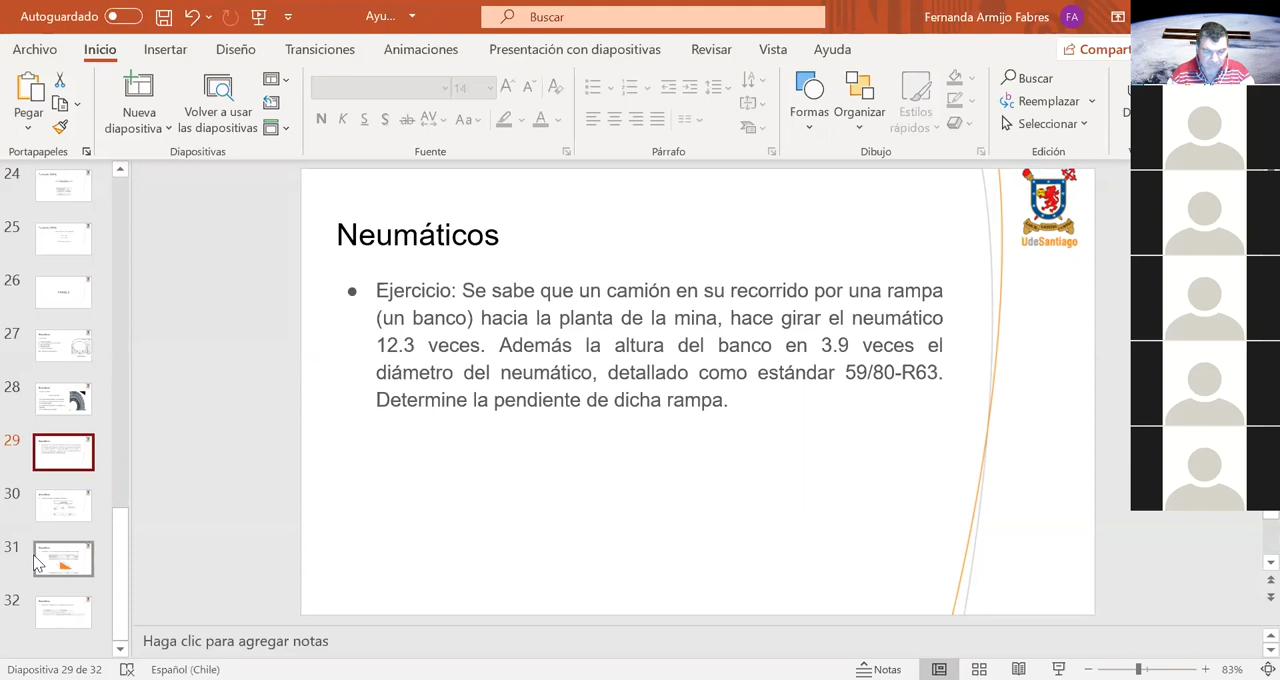 Autoguardado
Ayu...
Buscar
Fernanda Armijo Fabres
FA
Archivo
Inicio
Insertar
Diseño
Transiciones
Animaciones
Presentación con diapositivas
Revisar
Vista
Ayuda
Compart
Pegar
Nueva
diapositiva
Volver a usar
las diapositivas
14
N K S S ab AV Aa A
Formas
Organizar
Estilos
rápidos
Buscar
Reemplazar
Seleccionar
D
Portapapeles
Diapositivas
Fuente
Párrafo
Dibujo
Edición
24
25
26
27
28
29
30
31
32
UdeSantiago
Neumáticos
● Ejercicio: Se sabe que un camión en su recorrido por una rampa
(un banco) hacia la planta de la mina, hace girar el neumático
12.3 veces. Además la altura del banco en 3.9 veces el
diámetro del neumático, detallado como estándar 59/80-R63.
Determine la pendiente de dicha rampa.
Haga clic para agregar notas
Diapositiva 29 de 32
Español (Chile)
Notas
83%